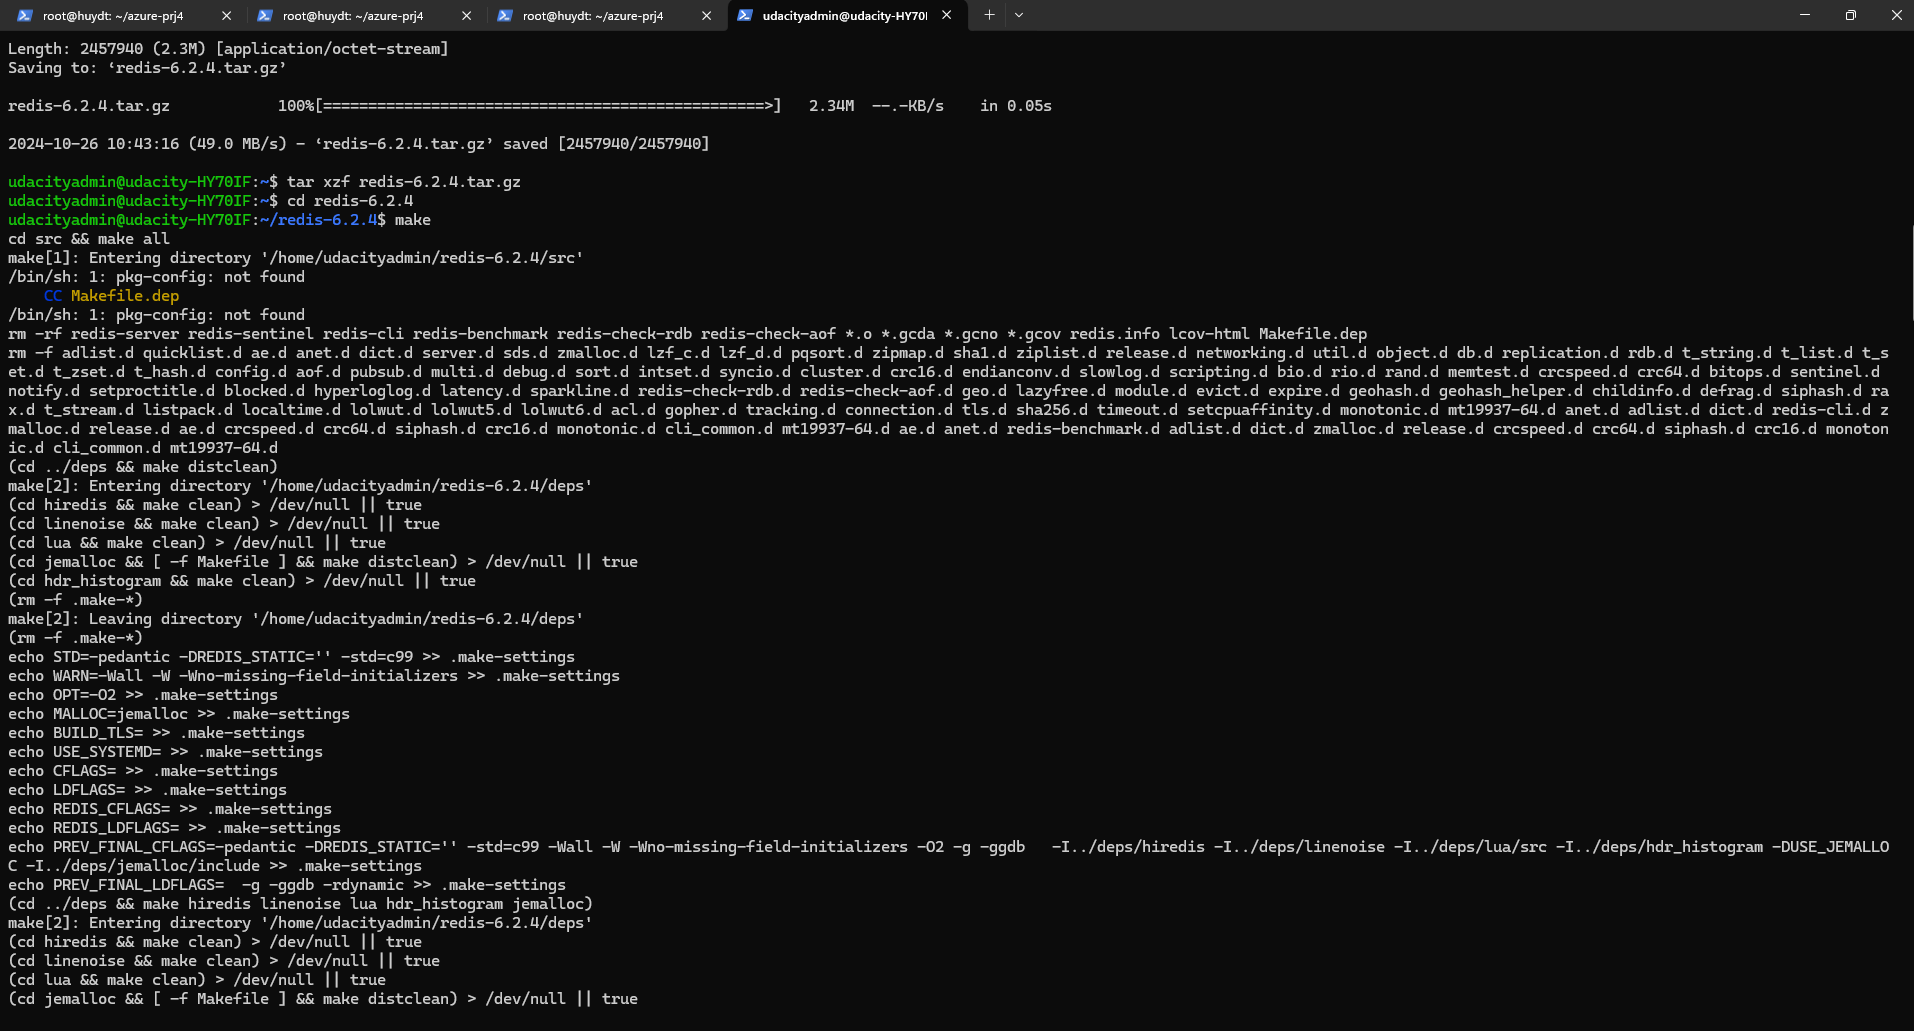 root@huydt: ~/azure-prj4
root@huydt: ~/azure-prj4
root@huydt: ~/azure-prj4
udacityadmin@udacity-HY70I
Length: 2457940 (2.3M) [application/octet-stream]
Saving to: ‘redis-6.2.4.tar.gz’
redis-6.2.4.tar.gz            100%[=================================================>]   2.34M  --.-KB/s    in 0.05s
2024-10-26 10:43:16 (49.0 MB/s) - ‘redis-6.2.4.tar.gz’ saved [2457940/2457940]
udacityadmin@udacity-HY70IF:~$ tar xzf redis-6.2.4.tar.gz
udacityadmin@udacity-HY70IF:~$ cd redis-6.2.4
udacityadmin@udacity-HY70IF:~/redis-6.2.4$ make
cd src && make all
make[1]: Entering directory '/home/udacityadmin/redis-6.2.4/src'
/bin/sh: 1: pkg-config: not found
    CC Makefile.dep
/bin/sh: 1: pkg-config: not found
rm -rf redis-server redis-sentinel redis-cli redis-benchmark redis-check-rdb redis-check-aof *.o *.gcda *.gcno *.gcov redis.info lcov-html Makefile.dep
rm -f adlist.d quicklist.d ae.d anet.d dict.d server.d sds.d zmalloc.d lzf_c.d lzf_d.d pqsort.d zipmap.d sha1.d ziplist.d release.d networking.d util.d object.d db.d replication.d rdb.d t_string.d t_list.d t_s
et.d t_zset.d t_hash.d config.d aof.d pubsub.d multi.d debug.d sort.d intset.d syncio.d cluster.d crc16.d endianconv.d slowlog.d scripting.d bio.d rio.d rand.d memtest.d crcspeed.d crc64.d bitops.d sentinel.d
notify.d setproctitle.d blocked.d hyperloglog.d latency.d sparkline.d redis-check-rdb.d redis-check-aof.d geo.d lazyfree.d module.d evict.d expire.d geohash.d geohash_helper.d childinfo.d defrag.d siphash.d ra
x.d t_stream.d listpack.d localtime.d lolwut.d lolwut5.d lolwut6.d acl.d gopher.d tracking.d connection.d tls.d sha256.d timeout.d setcpuaffinity.d monotonic.d mt19937-64.d anet.d adlist.d dict.d redis-cli.d z
malloc.d release.d ae.d crcspeed.d crc64.d siphash.d crc16.d monotonic.d cli_common.d mt19937-64.d ae.d anet.d redis-benchmark.d adlist.d dict.d zmalloc.d release.d crcspeed.d crc64.d siphash.d crc16.d monoton
ic.d cli_common.d mt19937-64.d
(cd ../deps && make distclean)
make[2]: Entering directory '/home/udacityadmin/redis-6.2.4/deps'
(cd hiredis && make clean) > /dev/null || true
(cd linenoise && make clean) > /dev/null || true
(cd lua && make clean) > /dev/null || true
(cd jemalloc && [ -f Makefile ] && make distclean) > /dev/null || true
(cd hdr_histogram && make clean) > /dev/null || true
(rm -f .make-*)
make[2]: Leaving directory '/home/udacityadmin/redis-6.2.4/deps'
(rm -f .make-*)
echo STD=-pedantic -DREDIS_STATIC='' -std=c99 >> .make-settings
echo WARN=-Wall -W -Wno-missing-field-initializers >> .make-settings
echo OPT=-O2 >> .make-settings
echo MALLOC=jemalloc >> .make-settings
echo BUILD_TLS= >> .make-settings
echo USE_SYSTEMD= >> .make-settings
echo CFLAGS= >> .make-settings
echo LDFLAGS= >> .make-settings
echo REDIS_CFLAGS= >> .make-settings
echo REDIS_LDFLAGS= >> .make-settings
echo PREV_FINAL_CFLAGS=-pedantic -DREDIS_STATIC='' -std=c99 -Wall -W -Wno-missing-field-initializers -O2 -g -ggdb   -I../deps/hiredis -I../deps/linenoise -I../deps/lua/src -I../deps/hdr_histogram -DUSE_JEMALLO
C -I../deps/jemalloc/include >> .make-settings
echo PREV_FINAL_LDFLAGS=  -g -ggdb -rdynamic >> .make-settings
(cd ../deps && make hiredis linenoise lua hdr_histogram jemalloc)
make[2]: Entering directory '/home/udacityadmin/redis-6.2.4/deps'
(cd hiredis && make clean) > /dev/null || true
(cd linenoise && make clean) > /dev/null || true
(cd lua && make clean) > /dev/null || true
(cd jemalloc && [ -f Makefile ] && make distclean) > /dev/null || true